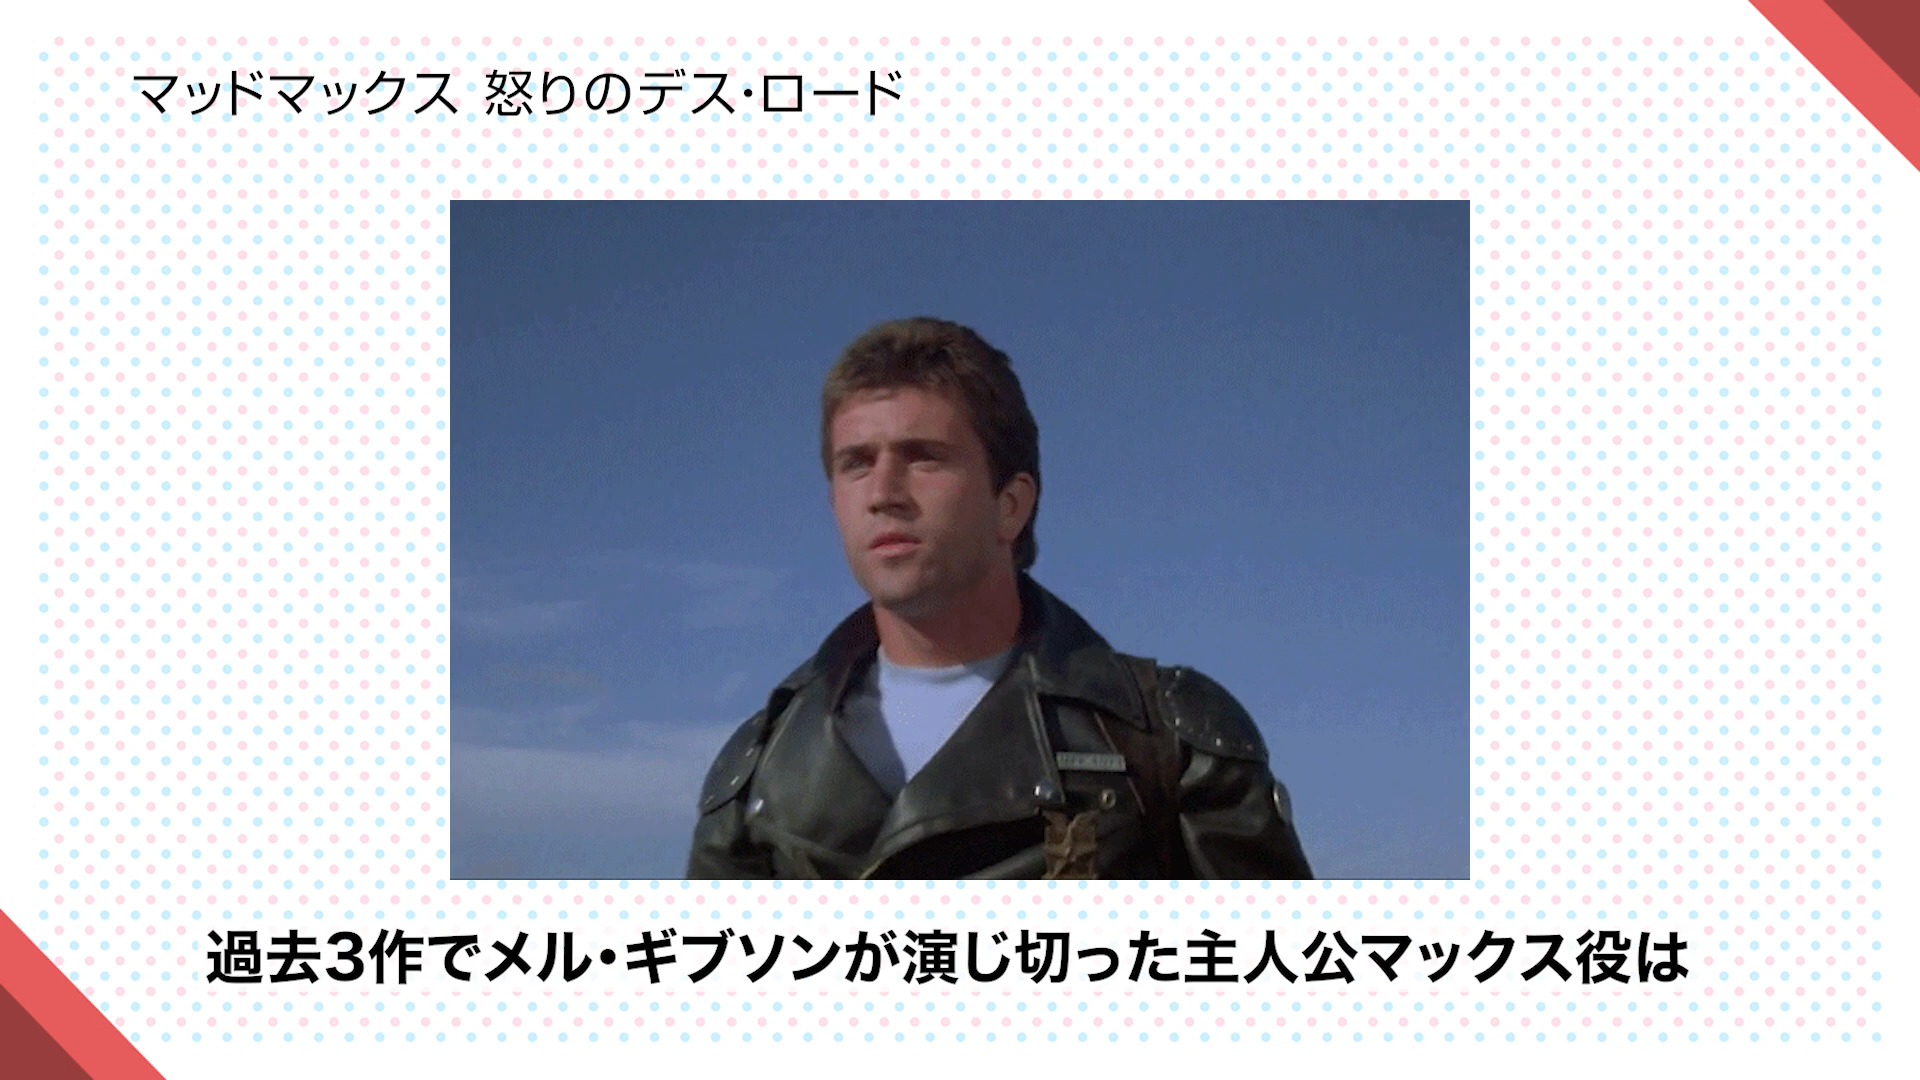 マッドマックス 怒りのデス・ロード
過去3作でメル・ギブソンが演じ切った主人公マックス役は